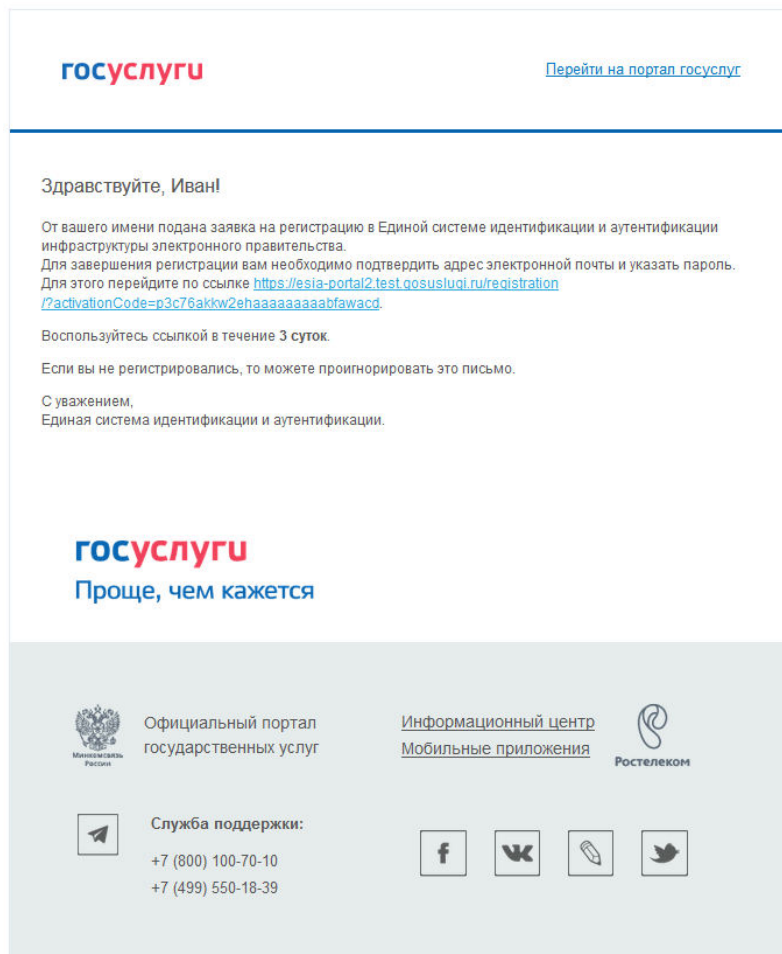 госуслуги
Перейти на портал госуслуг
Здравствуйте, Иван!
От вашего имени подана заявка на регистрацию в Единой системе идентификации и аутентификации
инфраструктуры электронного правительства.
Для завершения регистрации вам необходимо подтвердить адрес электронной почты и указать пароль.
Для этого перейдите по ссылке https://esia-portal2.test.gosuslugi.ru/registration
/?activationCode=p3c76akkw2ehaaaaaaaaabfawacd.
Воспользуйтесь ссылкой в течение 3 суток.
Если вы не регистрировались, то можете проигнорировать это письмо.
С уважением,
Единая система идентификации и аутентификации.
госуслуги
Проще, чем кажется
Официальный портал
государственных услуг
Минкомсвязь
России
Информационный центр
Мобильные приложения
Ростелеком
Служба поддержки:
+7 (800) 100-70-10
+7 (499) 550-18-39